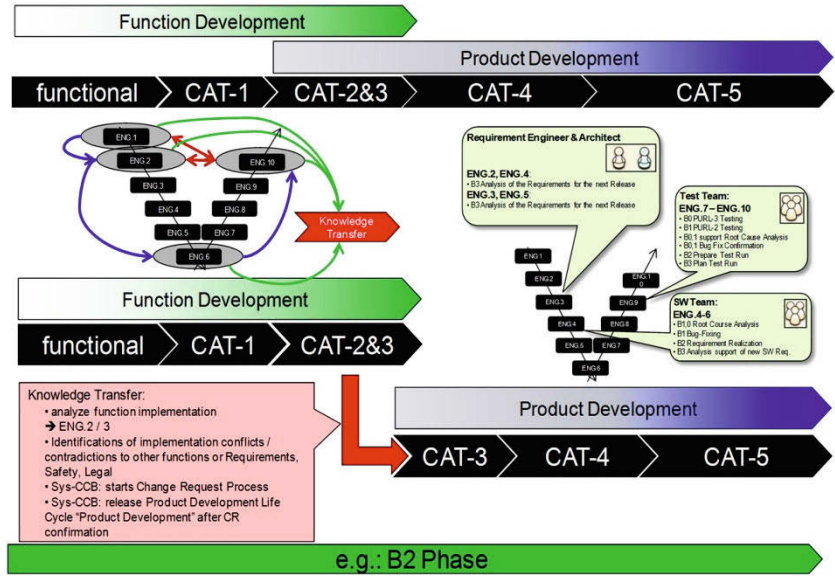 Function Development
Product Development
functional
CAT-1
CAT-2&3
CAT-4
CAT-5
ENG.1
ENG.2
ENG.3
ENG.4
ENG.5
ENG.6
ENG.7
ENG.8
ENG.9
ENG.10
Knowledge
Transfer
Requirement Engineer & Architect
ENG.2, ENG.4:
• B3 Analysis of the Requirements for the next Release
ENG.3, ENG.5:
• B3 Analysis of the Requirements for the next Release
Test Team:
ENG.7 – ENG.10
• B0 PURL-3 Testing
• B1 PURL-2 Testing
• B0,1 support Root Cause Analysis
• B0,1 Bug Fix Confirmation
• B2 Prepare Test Run
• B3 Plan Test Run
SW Team:
ENG.4-6
• B1,0 Root Course Analysis
• B1 Bug-Fixing
• B2 Requirement Realization
• B3 Analysis support of new SW Req.
ENG.1
ENG.2
ENG.3
ENG.4
ENG.5
ENG.6
ENG.7
ENG.8
ENG.9
ENG.1
0
Function Development
functional
CAT-1
CAT-2&3
Knowledge Transfer:
• analyze function implementation
➔ ENG.2 / 3
• Identifications of implementation conflicts /
contradictions to other functions or Requirements,
Safety, Legal
• Sys-CCB: starts Change Request Process
• Sys-CCB: release Product Development Life
Cycle "Product Development" after CR
confirmation
Product Development
CAT-3
CAT-4
CAT-5
e.g.: B2 Phase